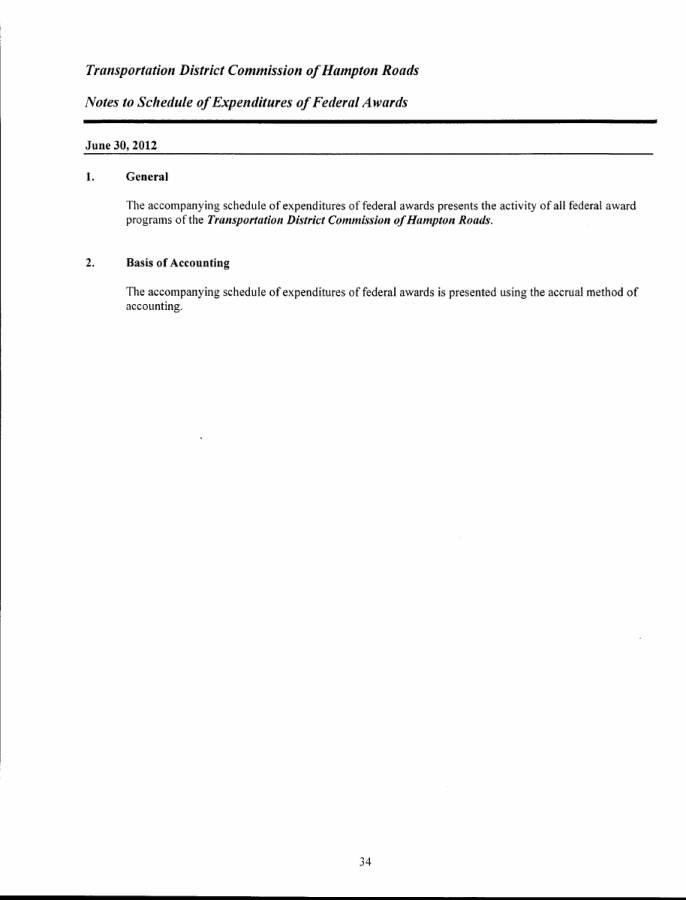 Transportation District Commission of Hampton Roads
Notes to Schedule of Expenditures of Federal Awards
June 30, 2012
1. General
The accompanying schedule of expenditures of federal awards presents the activity of all federal award
programs of the Transportation District Commission of Hampton Roads.
2. Basis of Accounting
The accompanying schedule of expenditures of federal awards is presented using the accrual method of
accounting.
34